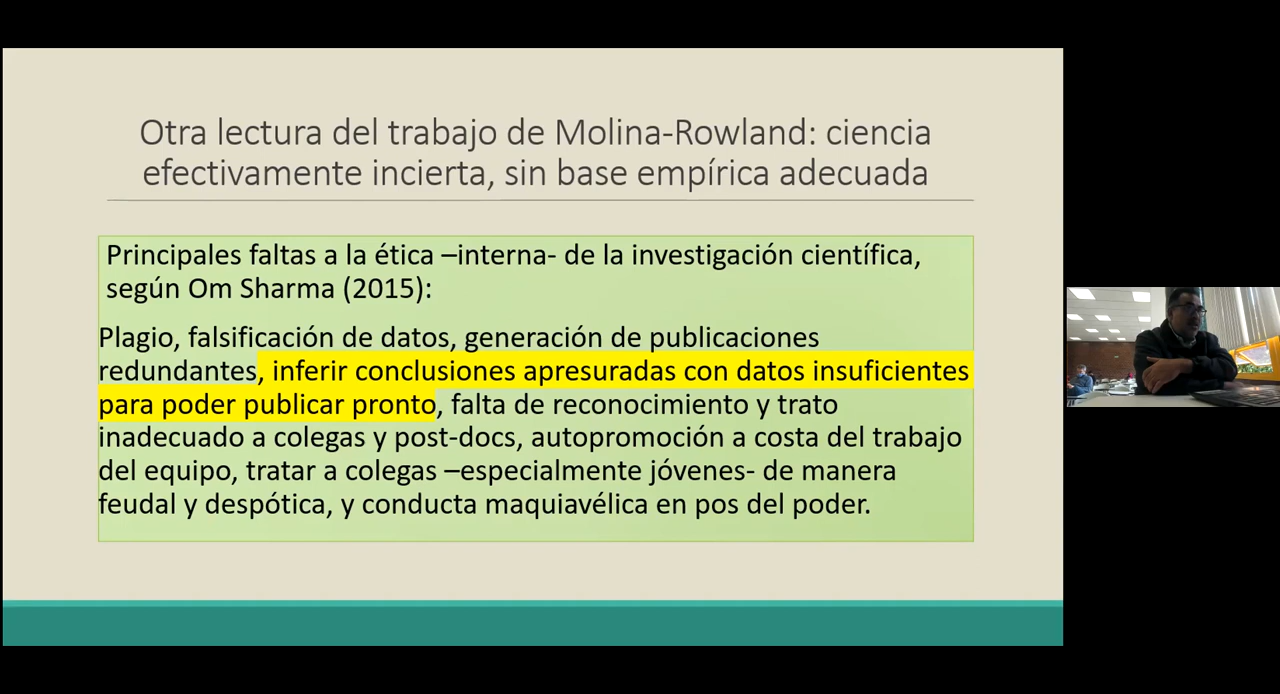 Otra lectura del trabajo de Molina-Rowland: ciencia
efectivamente incierta, sin base empírica adecuada
Principales faltas a la ética –interna- de la investigación científica,
según Om Sharma (2015):
Plagio, falsificación de datos, generación de publicaciones
redundantes, inferir conclusiones apresuradas con datos insuficientes
para poder publicar pronto, falta de reconocimiento y trato
inadecuado a colegas y post-docs, autopromoción a costa del trabajo
del equipo, tratar a colegas –especialmente jóvenes- de manera
feudal y despótica, y conducta maquiavélica en pos del poder.